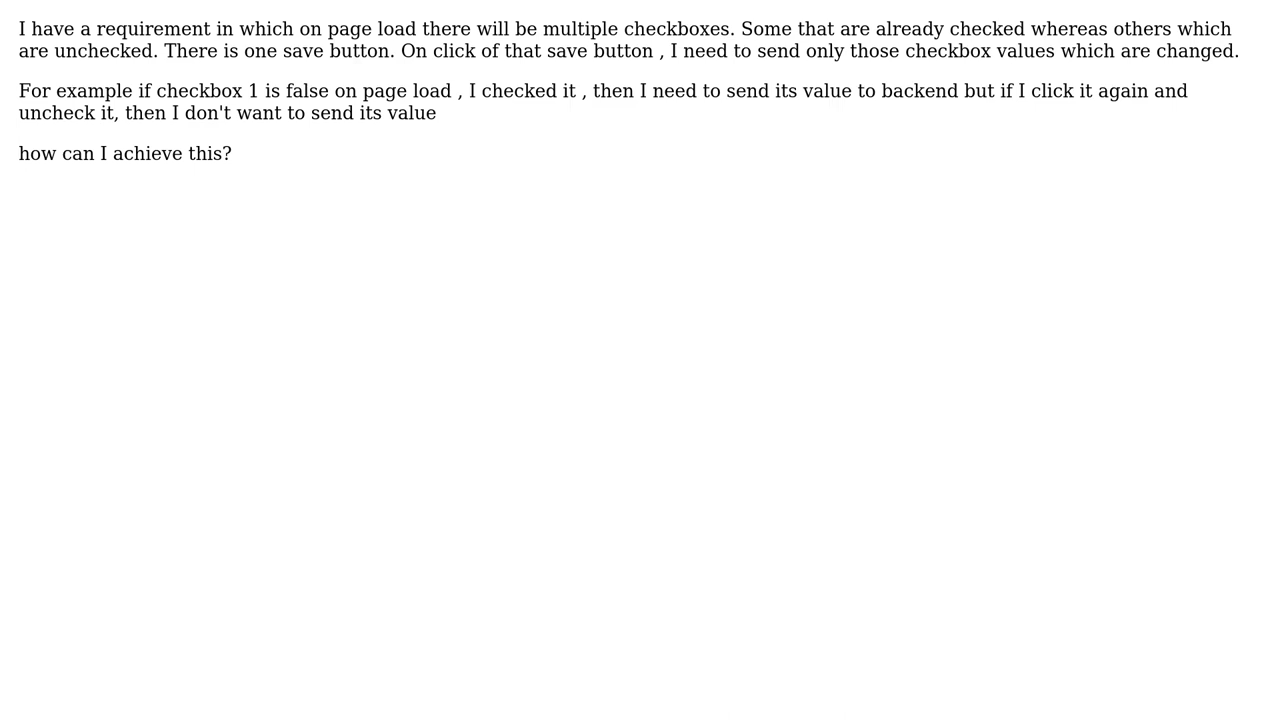 I have a requirement in which on page load there will be multiple checkboxes. Some that are already checked whereas others which
are unchecked. There is one save button. On click of that save button , I need to send only those checkbox values which are changed.
For example if checkbox 1 is false on page load , I checked it , then I need to send its value to backend but if I click it again and
uncheck it, then I don't want to send its value
how can I achieve this?